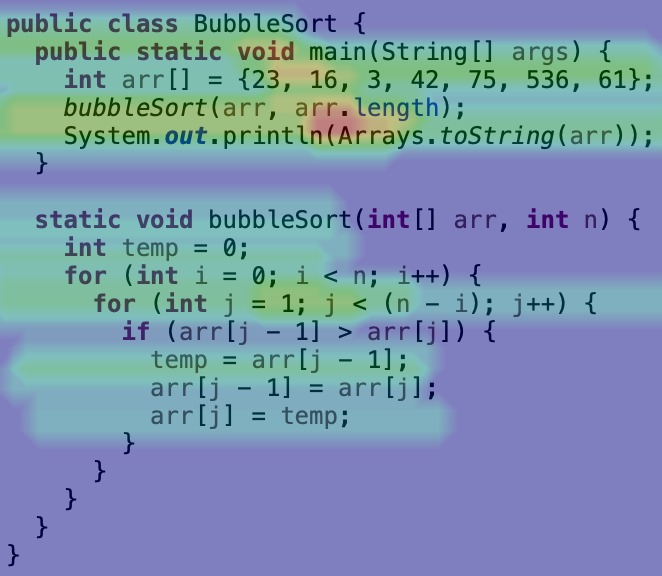 public class BubbleSort {
  public static void main(String[] args) {
    int arr[] = {23, 16, 3, 42, 75, 536, 61};
    bubbleSort(arr, arr.length);
    System.out.println(Arrays.toString(arr));
  }

  static void bubbleSort(int[] arr, int n) {
    int temp = 0;
    for (int i = 0; i < n; i++) {
      for (int j = 1; j < (n - i); j++) {
        if (arr[j - 1] > arr[j]) {
          temp = arr[j - 1];
          arr[j - 1] = arr[j];
          arr[j] = temp;
        }
      }
    }
  }
}